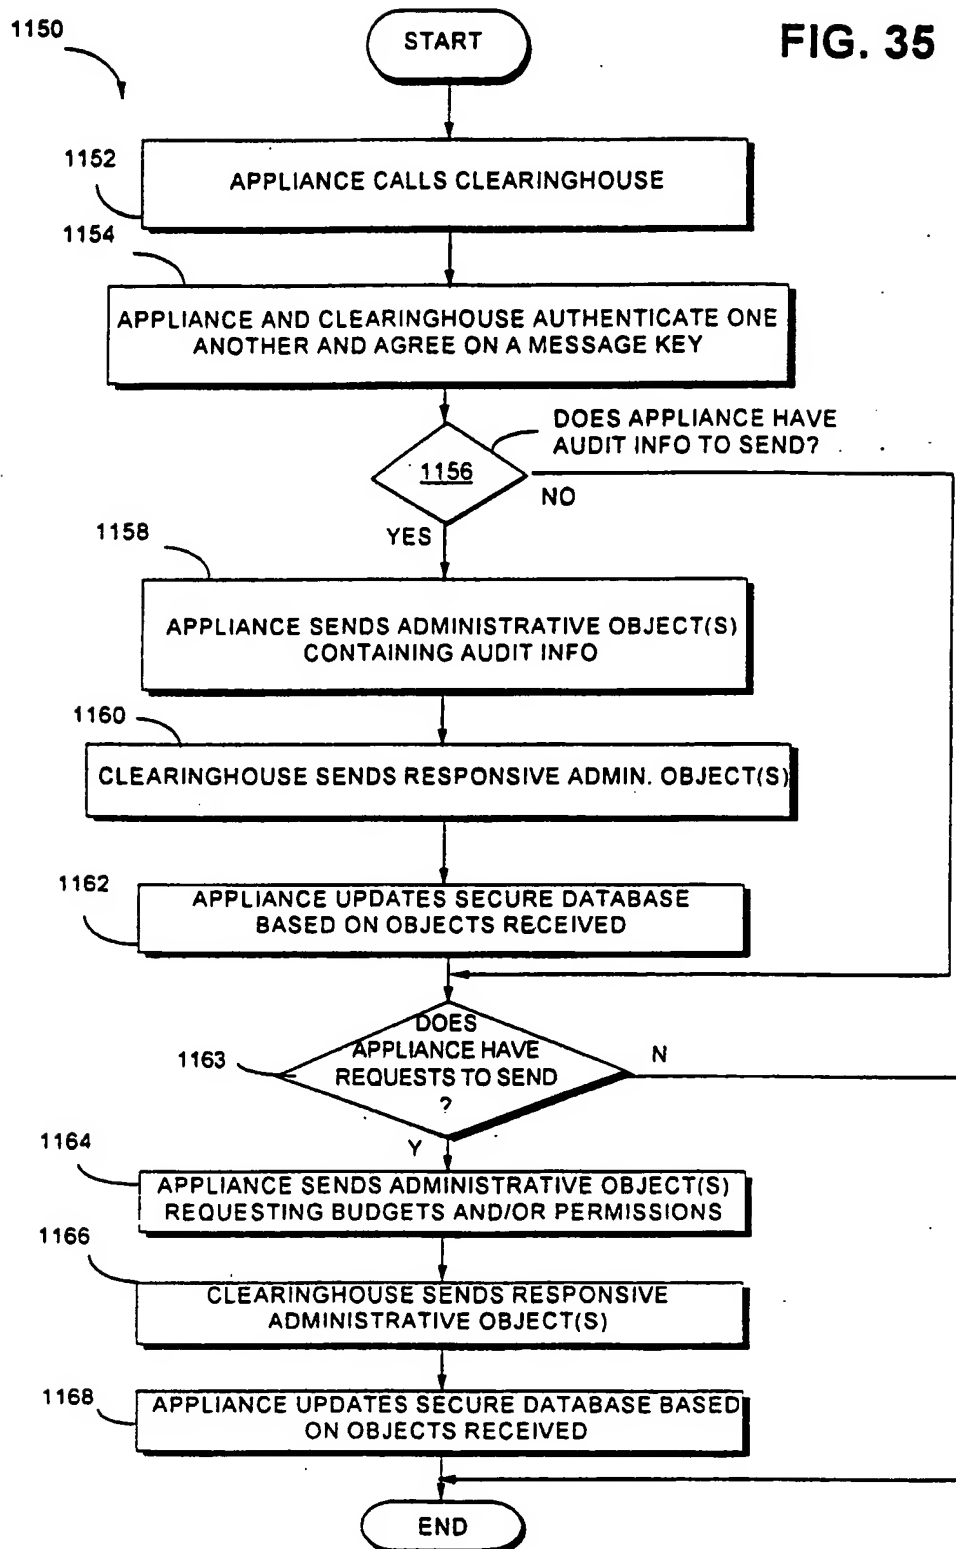 1150
START
FIG. 35
1152
APPLIANCE CALLS CLEARINGHOUSE
1154
APPLIANCE AND CLEARINGHOUSE AUTHENTICATE ONE
ANOTHER AND AGREE ON A MESSAGE KEY
DOES APPLIANCE HAVE
AUDIT INFO TO SEND?
1156
NO
YES
1158
APPLIANCE SENDS ADMINISTRATIVE OBJECT(S)
CONTAINING AUDIT INFO
1160
CLEARINGHOUSE SENDS RESPONSIVE ADMIN. OBJECT(S)
1162
APPLIANCE UPDATES SECURE DATABASE
BASED ON OBJECTS RECEIVED
1163
DOES
APPLIANCE HAVE
REQUESTS TO SEND
?
N
Y
1164
APPLIANCE SENDS ADMINISTRATIVE OBJECT(S)
REQUESTING BUDGETS AND/OR PERMISSIONS
1166
CLEARINGHOUSE SENDS RESPONSIVE
ADMINISTRATIVE OBJECT(S)
1168
APPLIANCE UPDATES SECURE DATABASE BASED
ON OBJECTS RECEIVED
END